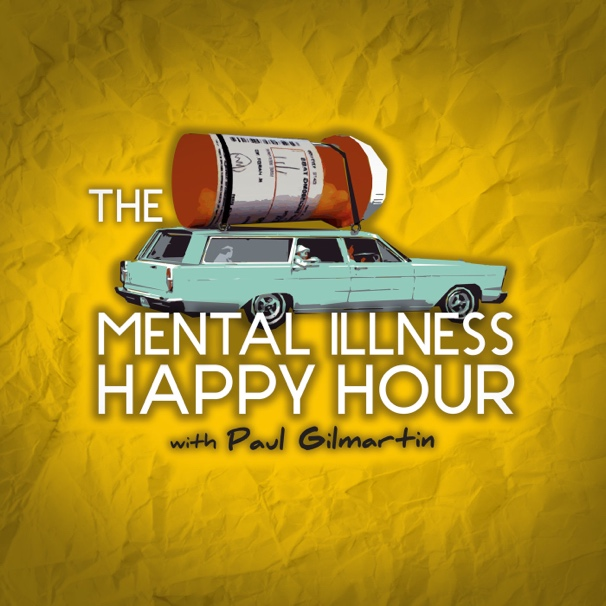 THE
MENTAL ILLNESS
HAPPY HOUR
with Paul Gilmartin